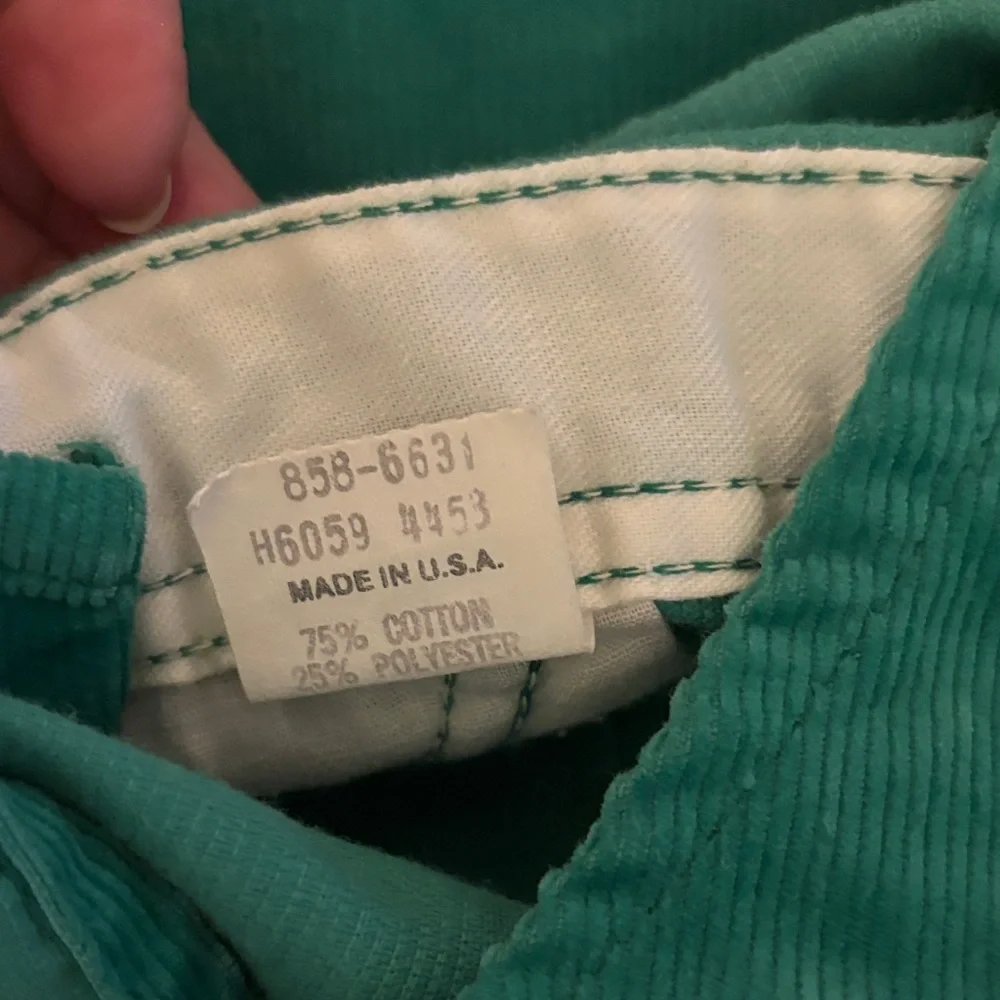 858-6631
H6059 4453
MADE IN U.S.A.
75% COTTON
25% POLYESTER